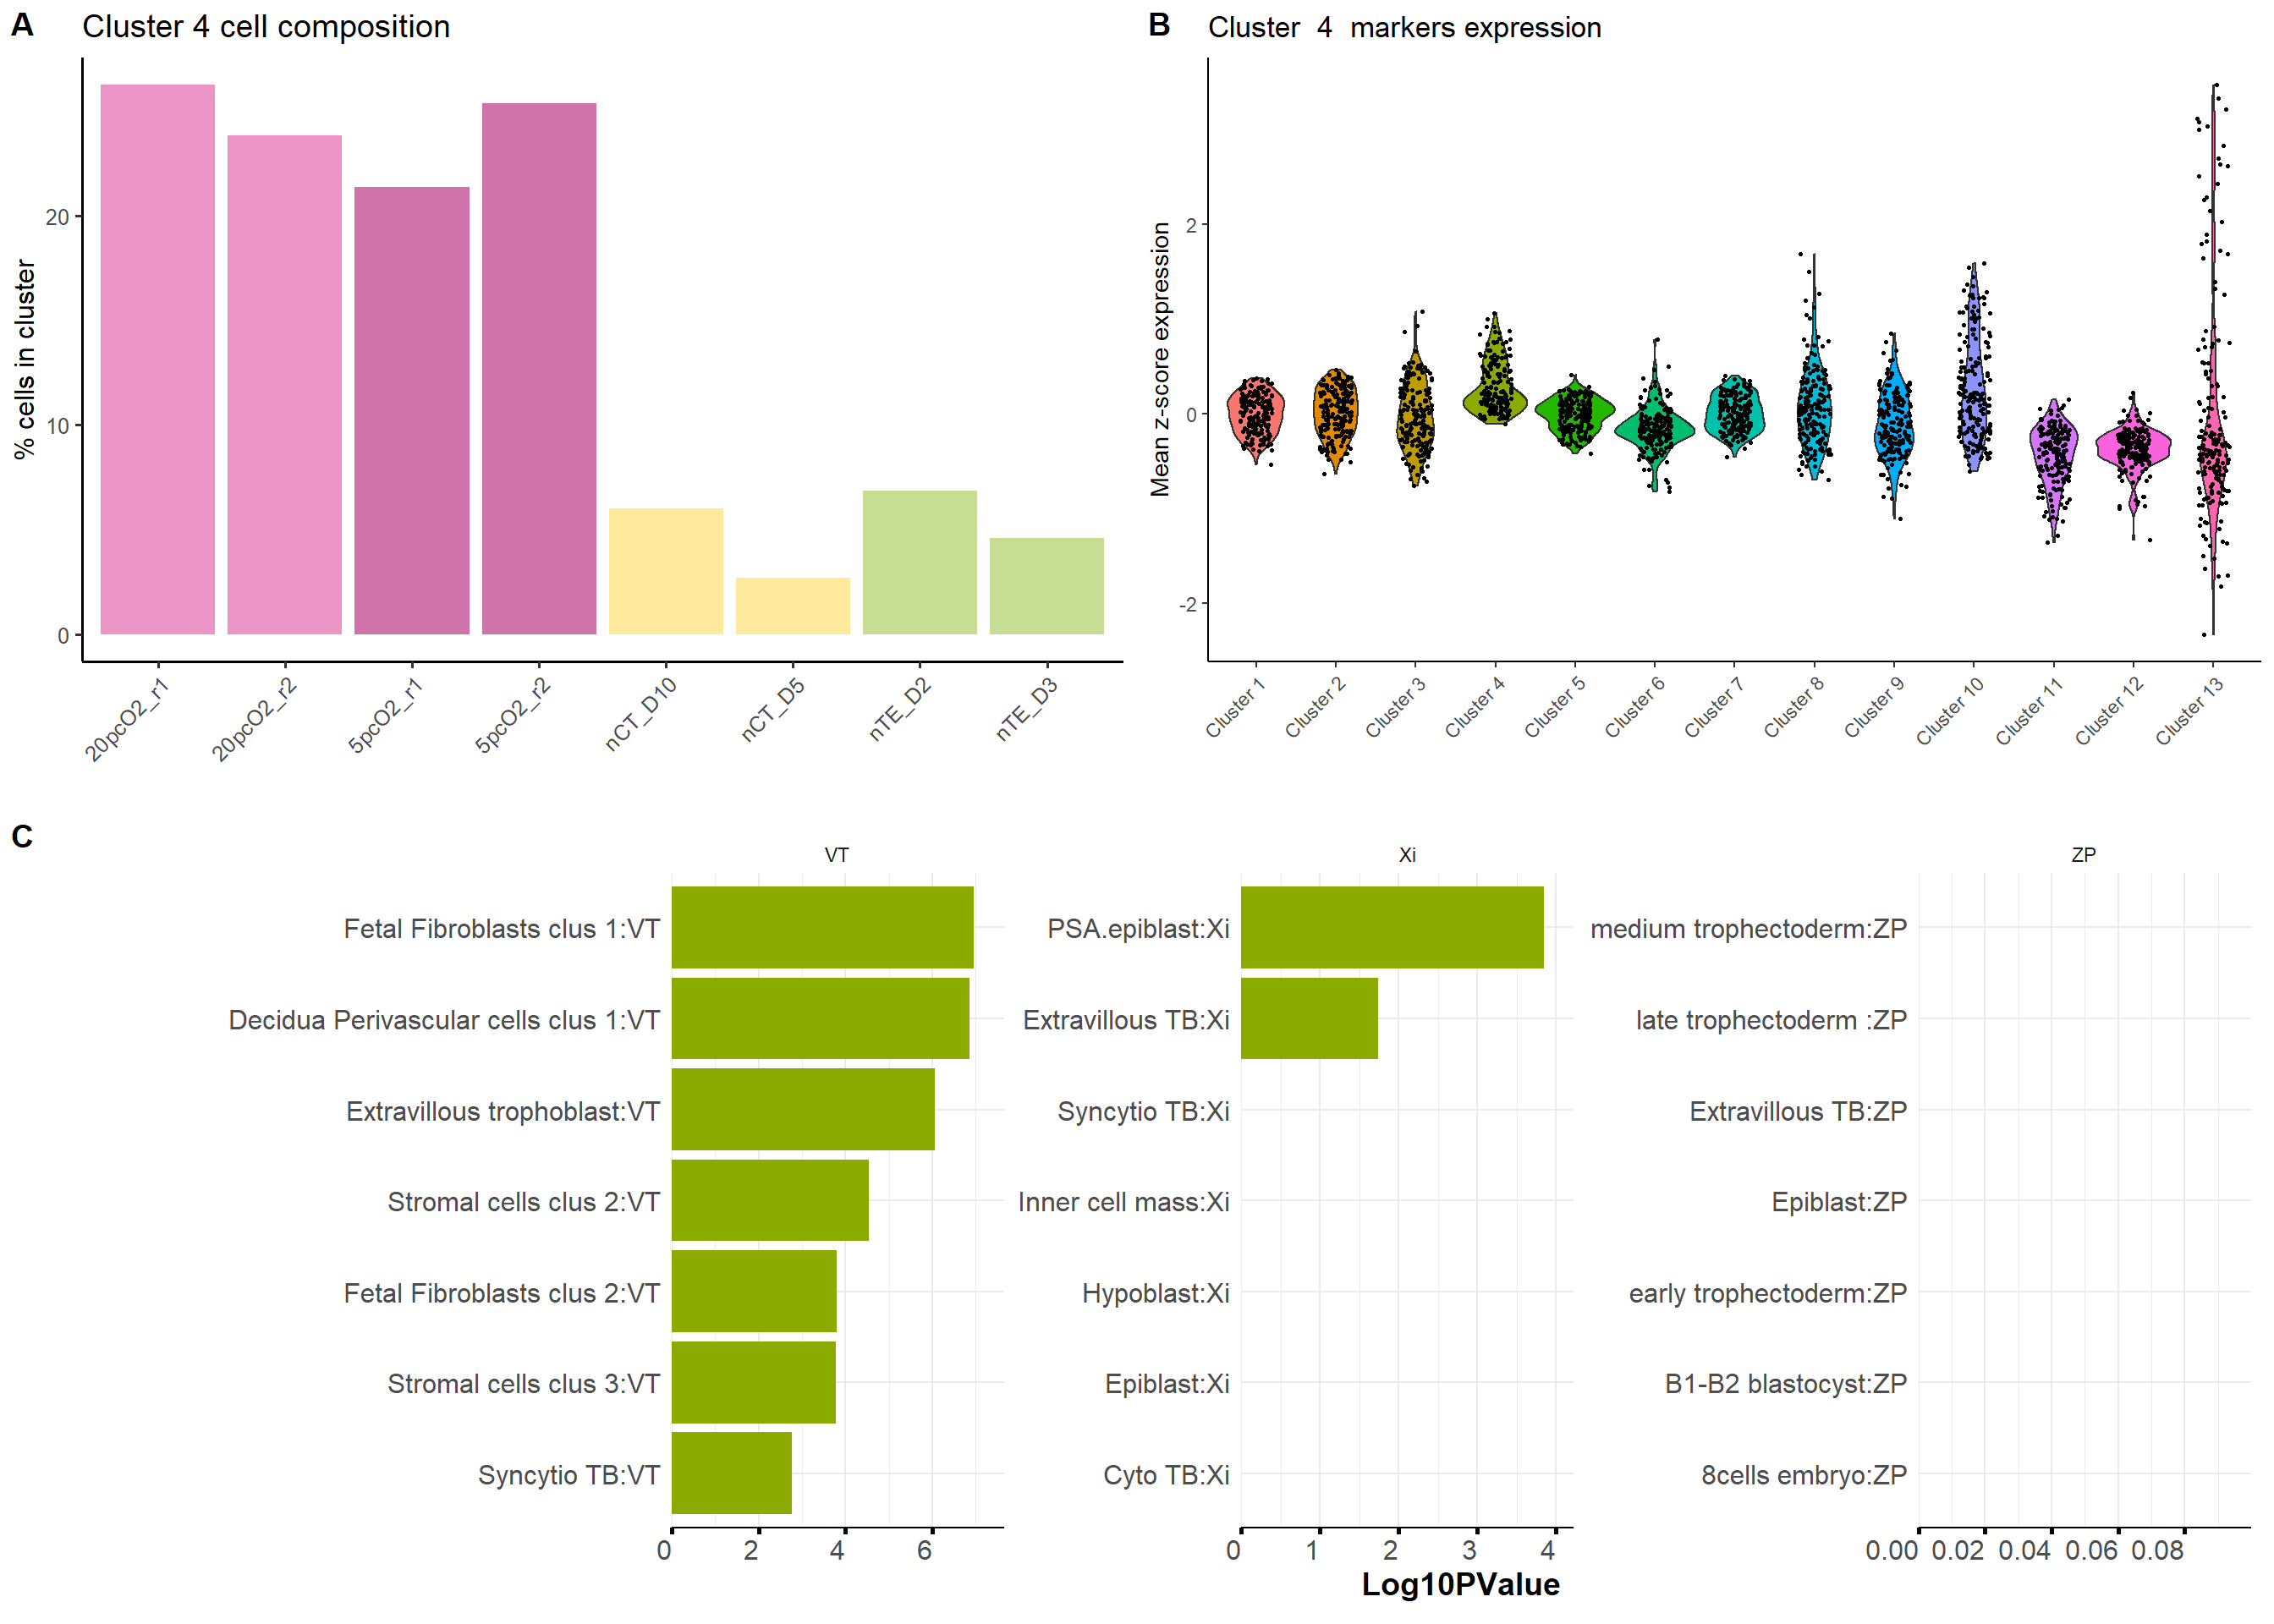 A
Cluster 4 cell composition
% cells in cluster
20
10
0
20pcO2_r1
20pcO2_r2
5pcO2_r1
5pcO2_r2
nCT_D10
nCT_D5
nTE_D2
nTE_D3
B
Cluster 4 markers expression
Mean z-score expression
2
0
-2
Cluster 1
Cluster 2
Cluster 3
Cluster 4
Cluster 5
Cluster 6
Cluster 7
Cluster 8
Cluster 9
Cluster 10
Cluster 11
Cluster 12
Cluster 13
C
VT
Fetal Fibroblasts clus 1:VT
Decidua Perivascular cells clus 1:VT
Extravillous trophoblast:VT
Stromal cells clus 2:VT
Fetal Fibroblasts clus 2:VT
Stromal cells clus 3:VT
Syncytio TB:VT
0 2 4 6
Xi
PSA.epiblast:Xi
Extravillous TB:Xi
Syncytio TB:Xi
Inner cell mass:Xi
Hypoblast:Xi
Epiblast:Xi
Cyto TB:Xi
0 1 2 3 4
ZP
medium trophectoderm:ZP
late trophectoderm :ZP
Extravillous TB:ZP
Epiblast:ZP
early trophectoderm:ZP
B1-B2 blastocyst:ZP
8cells embryo:ZP
0.00 0.02 0.04 0.06 0.08
Log10PValue